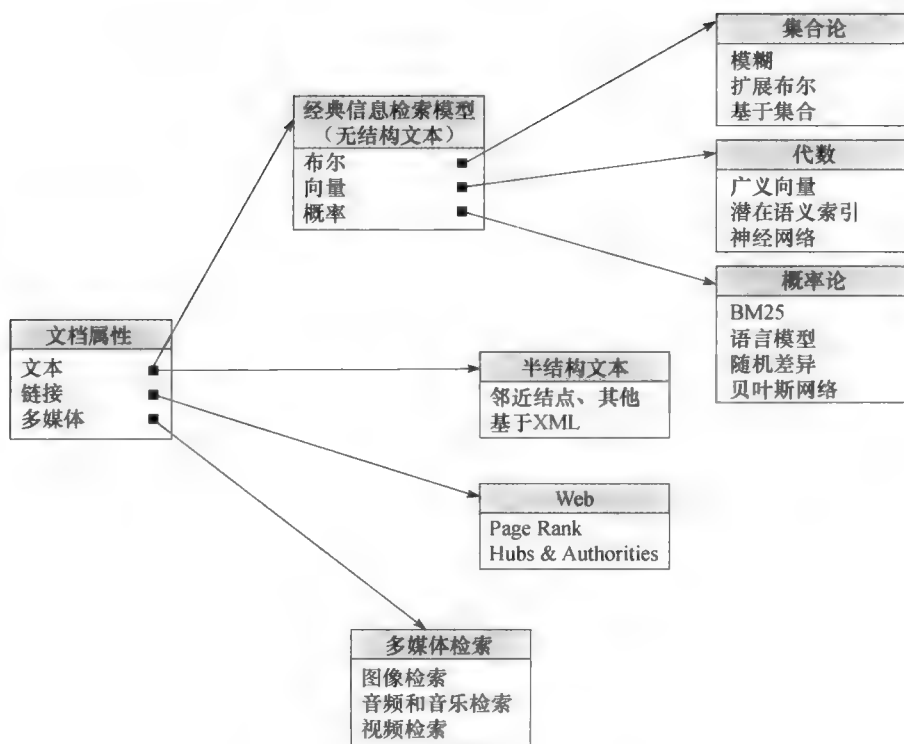 集合论
模糊
扩展布尔
基于集合
经典信息检索模型
（无结构文本）
布尔
向量
概率
代数
广义向量
潜在语义索引
神经网络
概率论
BM25
语言模型
随机差异
贝叶斯网络
文档属性
文本
链接
多媒体
半结构文本
邻近结点、其他
基于XML
Web
Page Rank
Hubs & Authorities
多媒体检索
图像检索
音频和音乐检索
视频检索